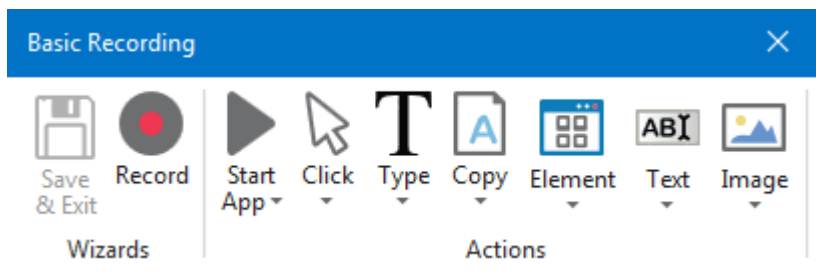 Basic Recording
Save
& Exit
Record
Start
App
Click
Type
Copy
Element
Text
Image
Wizards
Actions